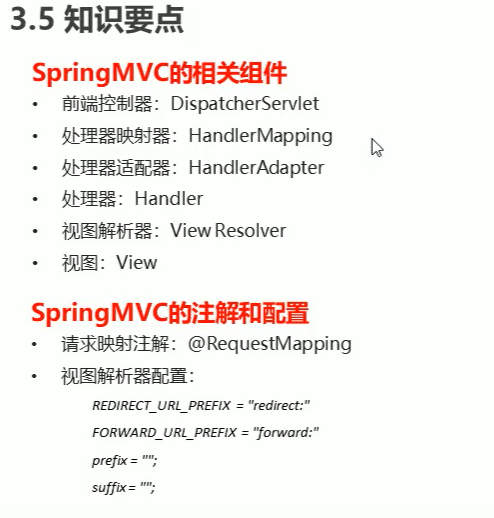 3.5 知识要点
SpringMVC的相关组件
• 前端控制器：DispatcherServlet
• 处理器映射器：HandlerMapping
• 处理器适配器：HandlerAdapter
• 处理器：Handler
• 视图解析器：View Resolver
• 视图：View
SpringMVC的注解和配置
• 请求映射注解：@RequestMapping
• 视图解析器配置：
REDIRECT_URL_PREFIX = "redirect:"
FORWARD_URL_PREFIX = "forward:"
prefix = "";
suffix = "";